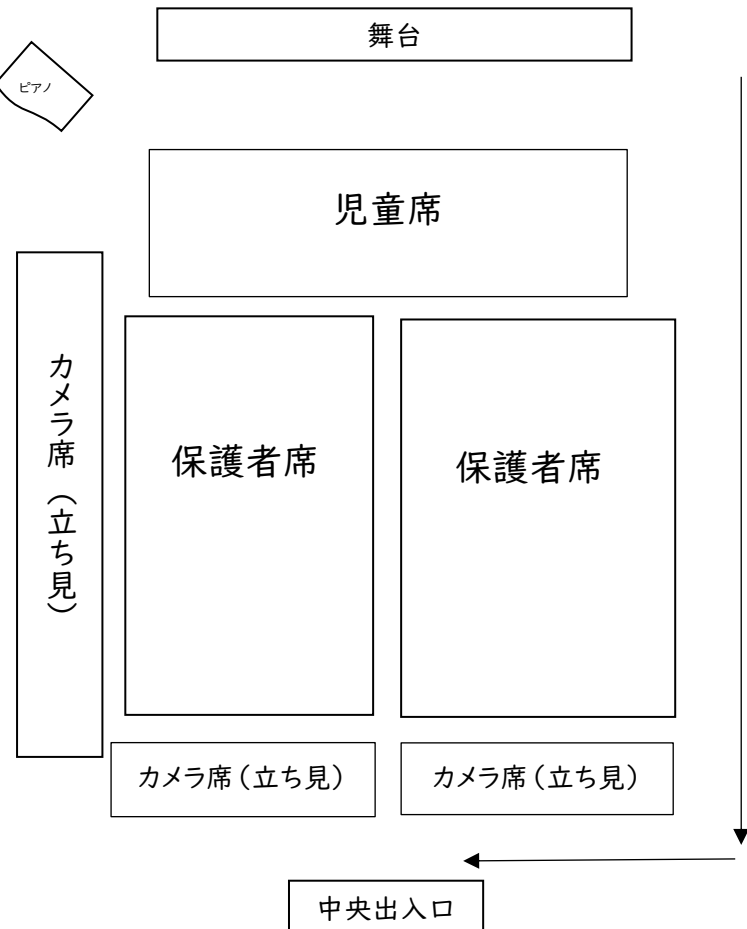 舞台
ピアノ
児童席
カメラ席（立ち見）
保護者席
保護者席
カメラ席（立ち見）
カメラ席（立ち見）
中央出入口